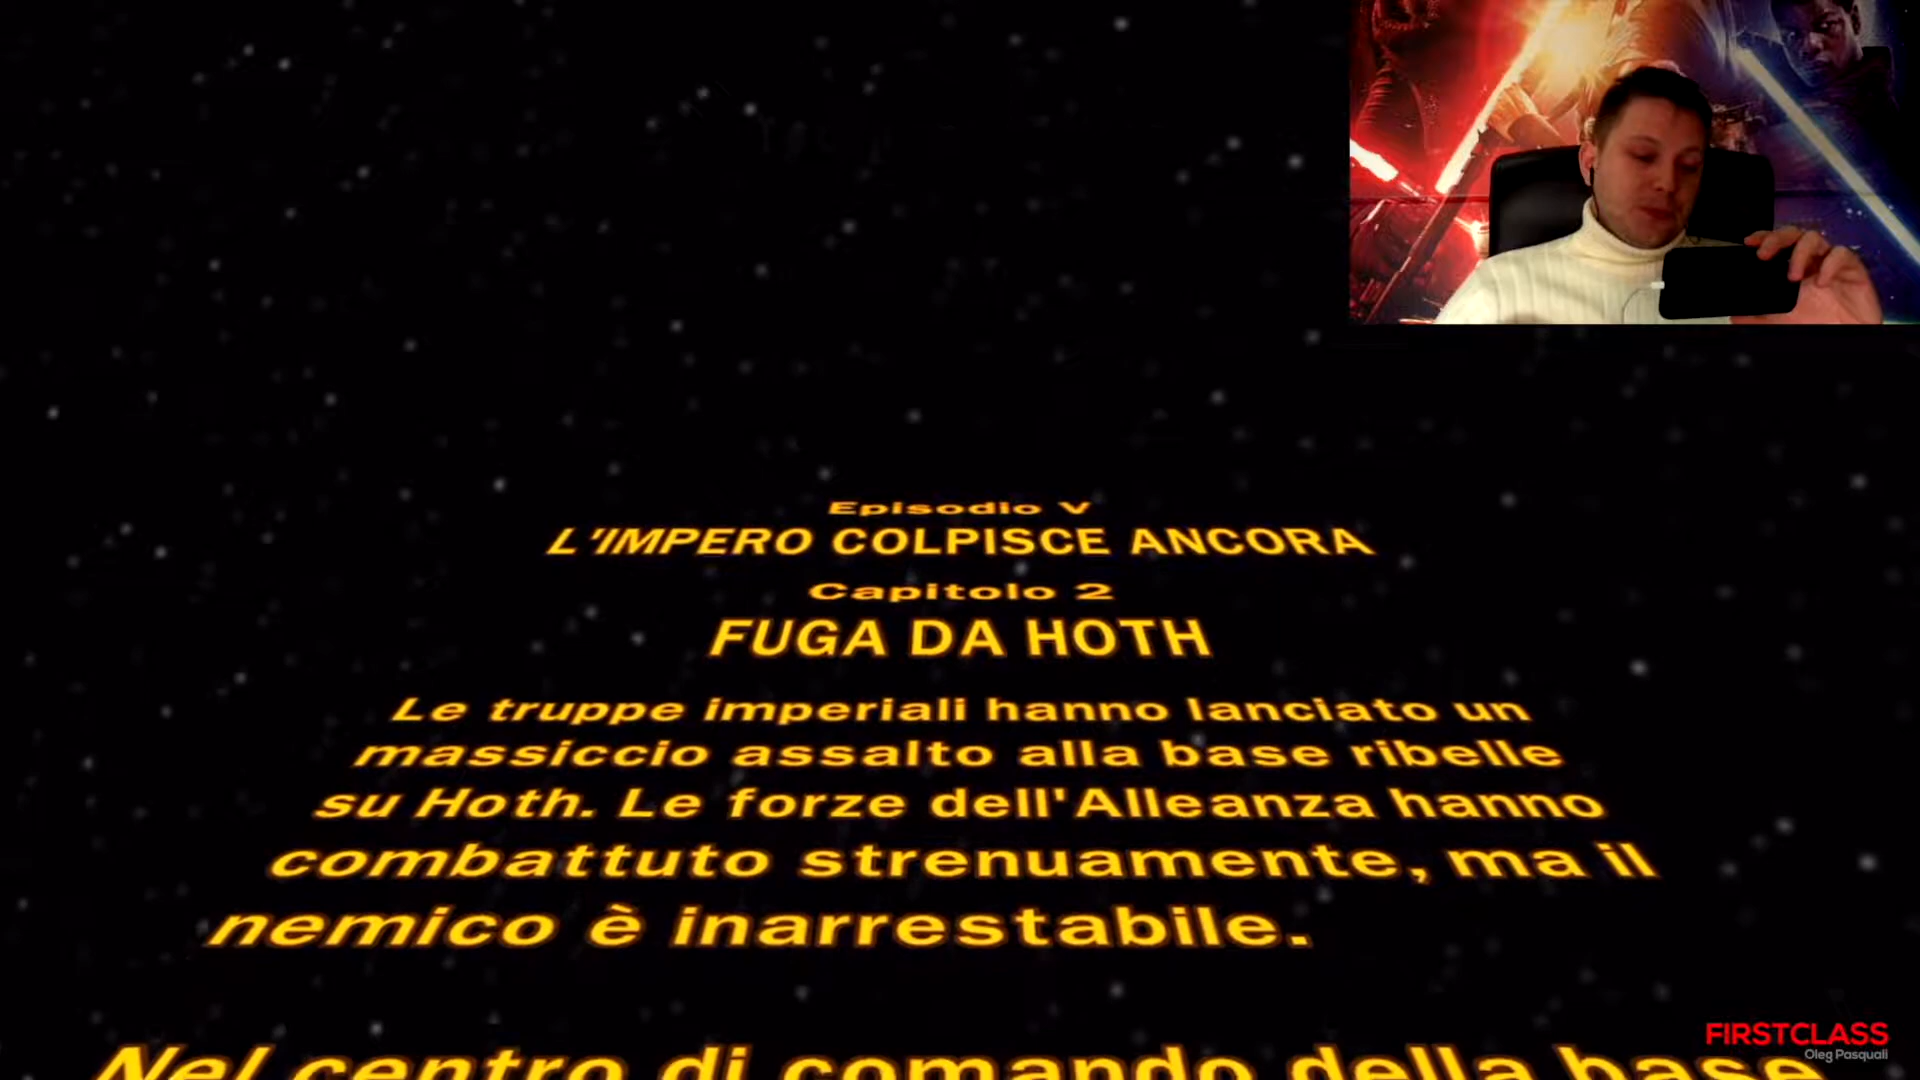 Episodio V
L'IMPERO COLPISCE ANCORA
Capitolo 2
FUGA DA HOTH
Le truppe imperiali hanno lanciato un
massiccio assalto alla base ribelle
su Hoth. Le forze dell'Alleanza hanno
combattuto strenuamente, ma il
nemico è inarrestabile.
Nel centro di comando della base
FIRSTCLASS
Oleg Pasquali